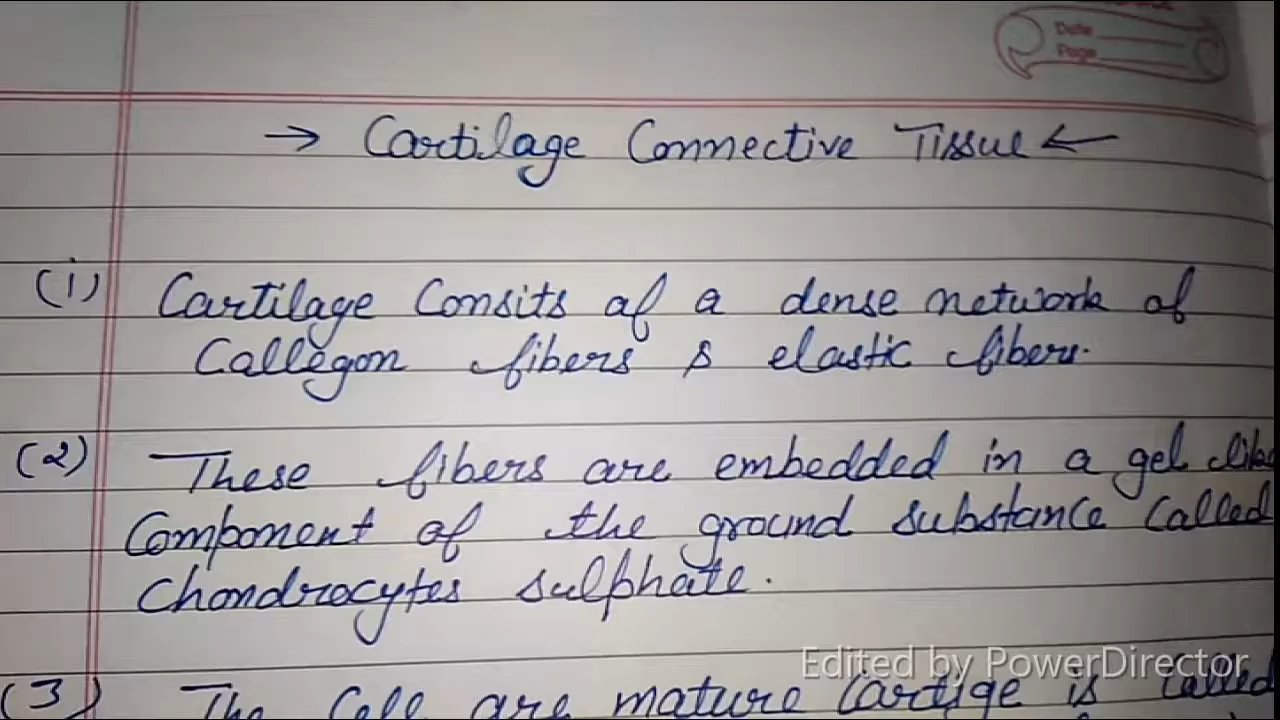 Date
Page
→ Cartilage Connective Tissue ←
(i) Cartilage Consits of a dense network of
Callegon fibers & elastic fibers.
(2) These fibers are embedded in a gel like
Component of the ground substance Called
Chondrocytes sulphate.
Edited by PowerDirector
(3) The Cell are mature Cartige is called